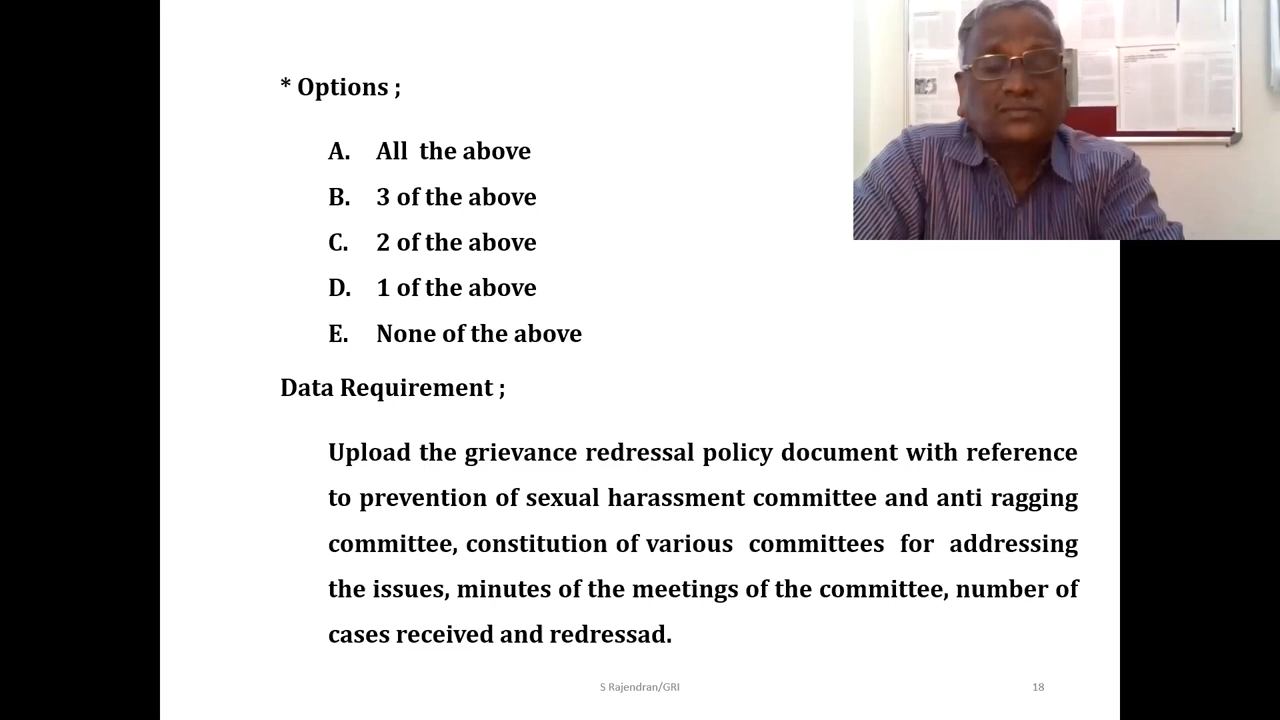 * Options ;
A. All the above
B. 3 of the above
C. 2 of the above
D. 1 of the above
E. None of the above
Data Requirement ;
Upload the grievance redressal policy document with reference
to prevention of sexual harassment committee and anti ragging
committee, constitution of various committees for addressing
the issues, minutes of the meetings of the committee, number of
cases received and redressad.
S Rajendran/GRI
18